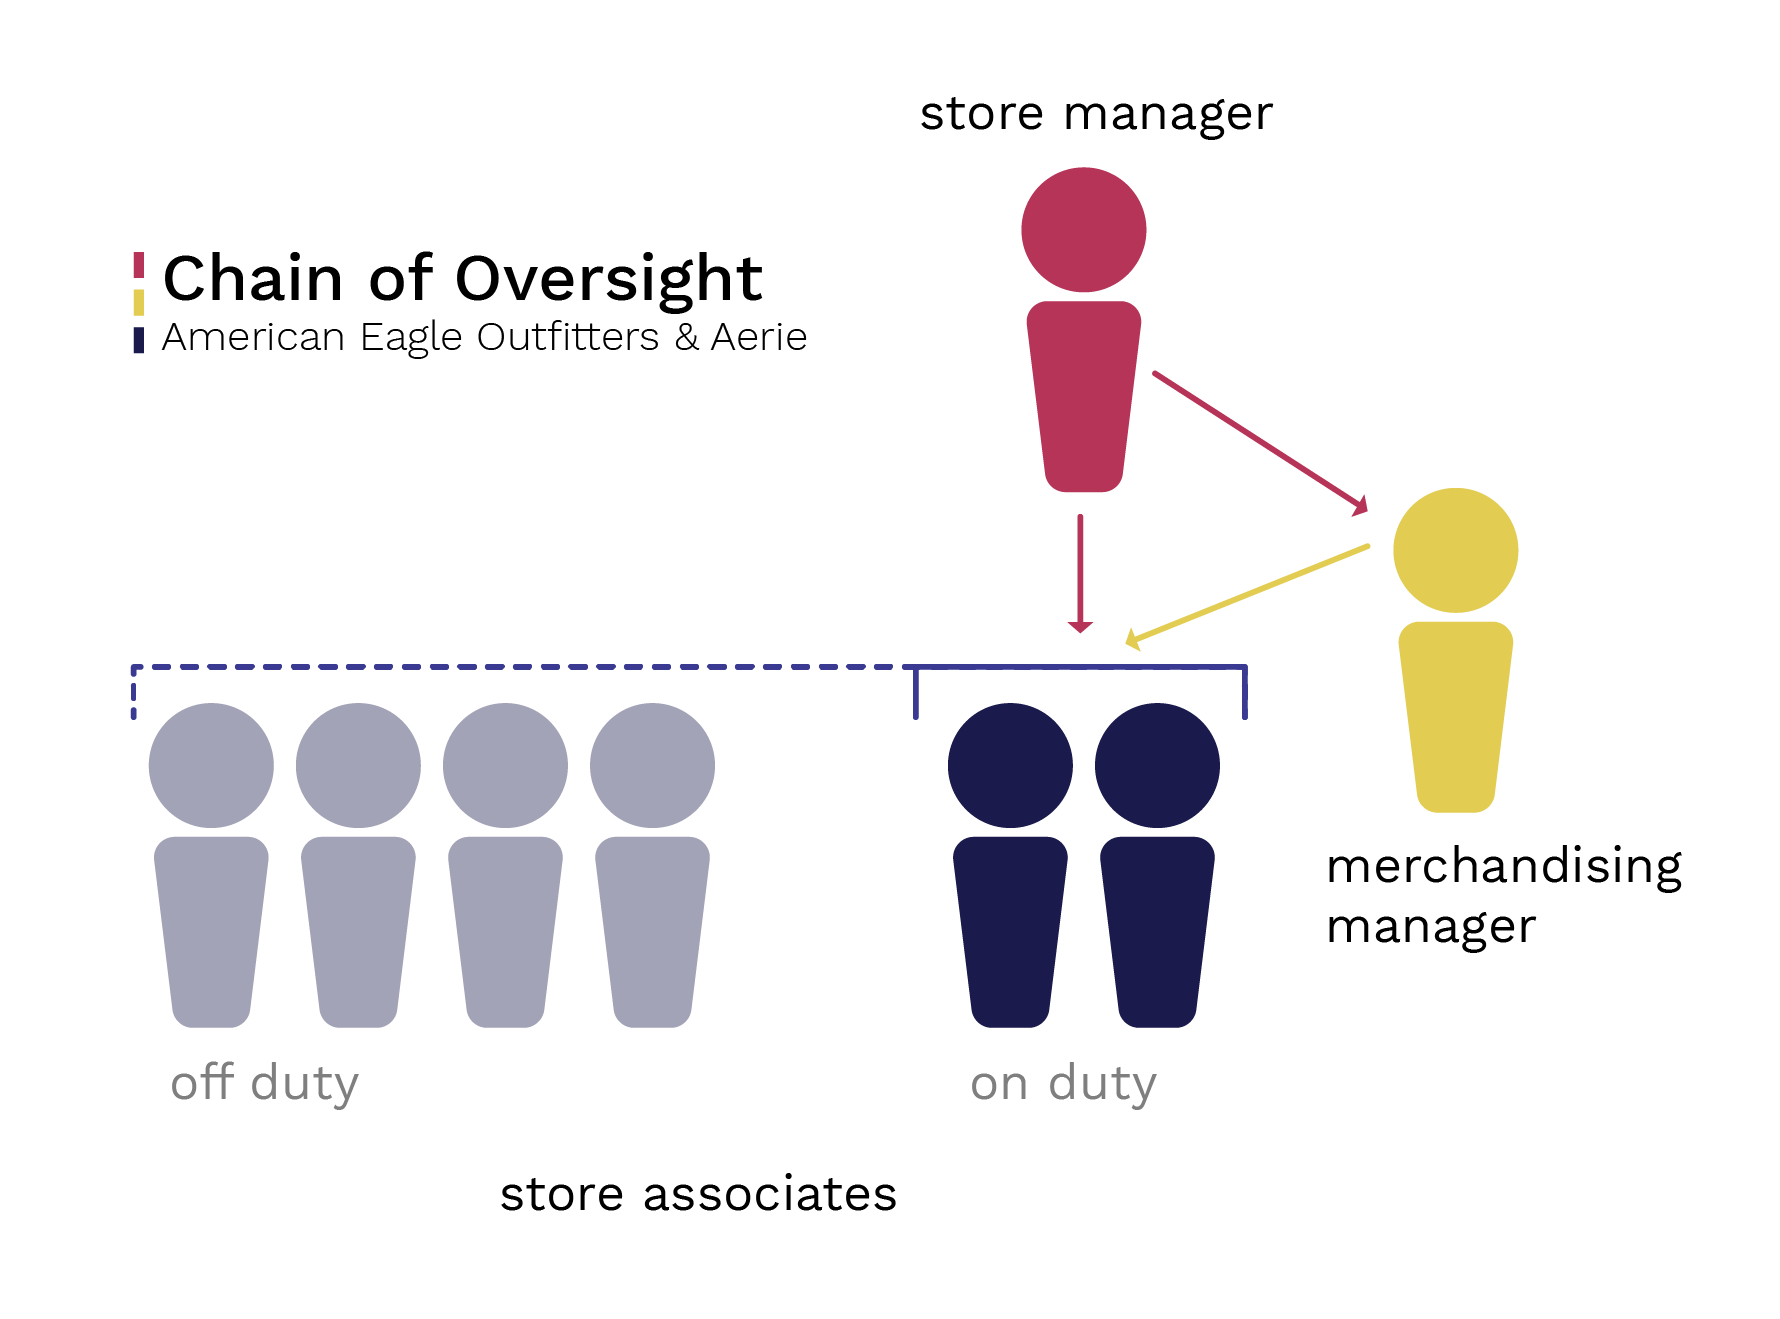 store manager
Chain of Oversight
American Eagle Outfitters & Aerie
merchandising
manager
off duty
on duty
store associates